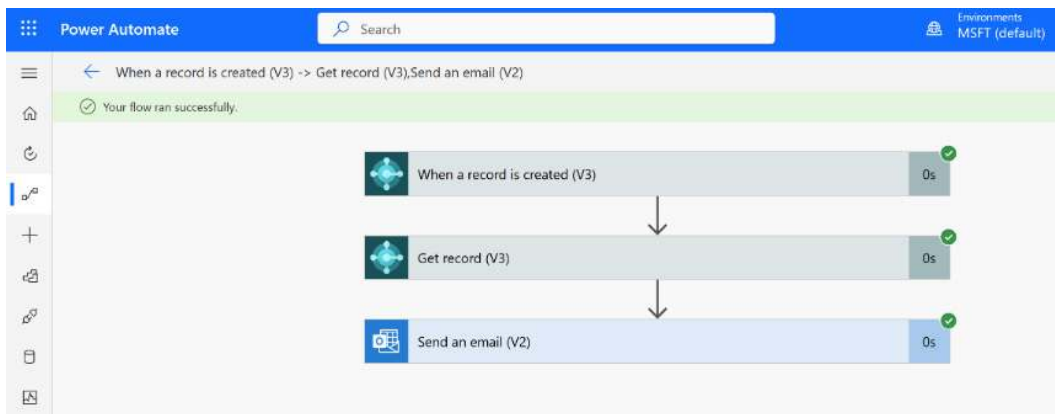 Power Automate
Search
Environments
MSFT (default)
When a record is created (V3) -> Get record (V3),Send an email (V2)
Your flow ran successfully.
When a record is created (V3)
0s
Get record (V3)
0s
Send an email (V2)
0s